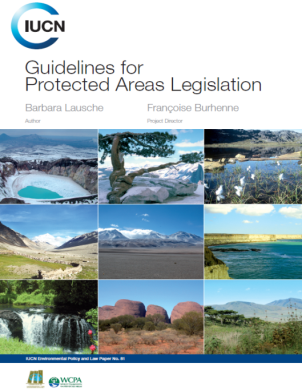 IUCN
Guidelines for
Protected Areas Legislation
Barbara Lausche
Françoise Burhenne
Author
Project Director
IUCN Environmental Policy and Law Paper No. 81
WCPA